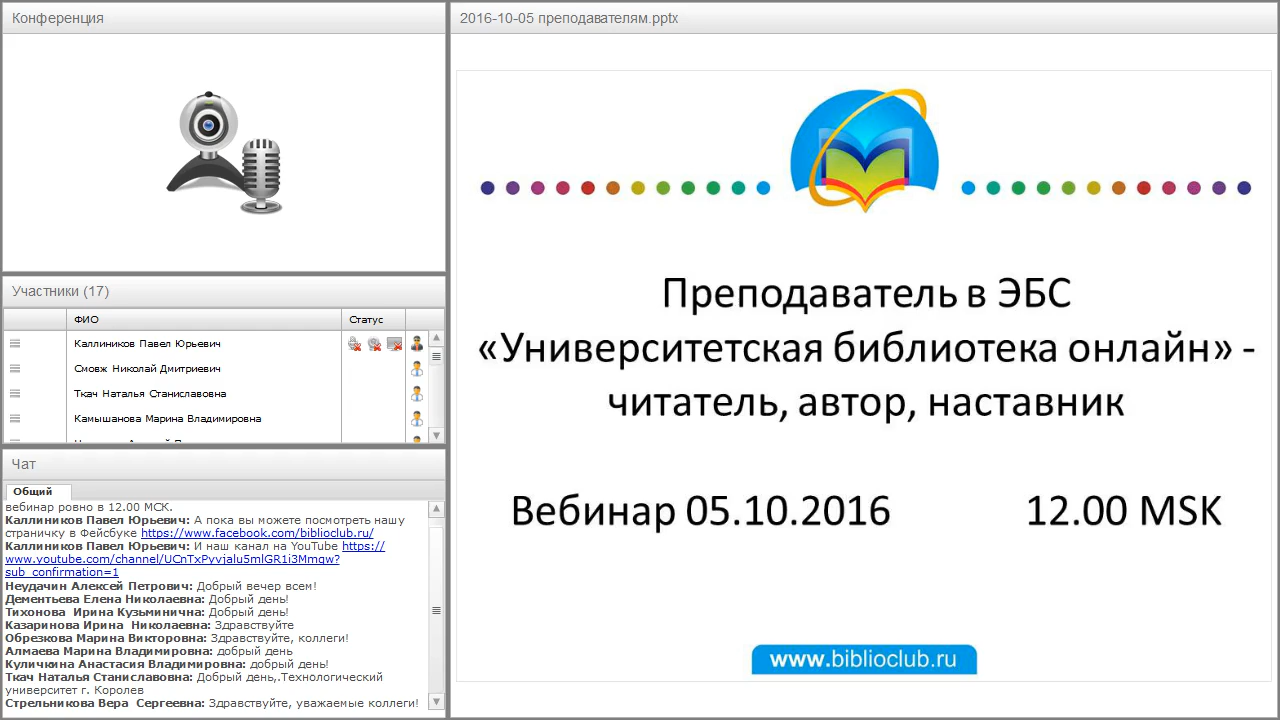 Конференция
Участники (17)
ФИО
Статус
Каллиников Павел Юрьевич
Смовж Николай Дмитриевич
Ткач Наталья Станиславовна
Камышанова Марина Владимировна
Чат
Общий
вебинар ровно в 12.00 МСК.
Каллиников Павел Юрьевич: А пока вы можете посмотреть нашу
страничку в Фейсбуке https://www.facebook.com/biblioclub.ru/
Каллиников Павел Юрьевич: И наш канал на YouTube https://
www.youtube.com/channel/UCnTxPyvjalu5mlGR1i3Mmqw?
sub_confirmation=1
Неудачин Алексей Петрович: Добрый вечер всем!
Дементьева Елена Николаевна: Добрый день!
Тихонова  Ирина Кузьминична: Добрый день!
Казаринова Ирина  Николаевна: Здравствуйте
Обрезкова Марина Викторовна: Здравствуйте, коллеги!
Алмаева Марина Владимировна: добрый день
Куличкина Анастасия Владимировна: добрый день!
Ткач Наталья Станиславовна: Добрый день,.Технологический
университет г. Королев
Стрельникова Вера  Сергеевна: Здравствуйте, уважаемые коллеги!
2016-10-05 преподавателям.pptx
Преподаватель в ЭБС
«Университетская библиотека онлайн» -
читатель, автор, наставник
Вебинар 05.10.2016 12.00 MSK
www.biblioclub.ru